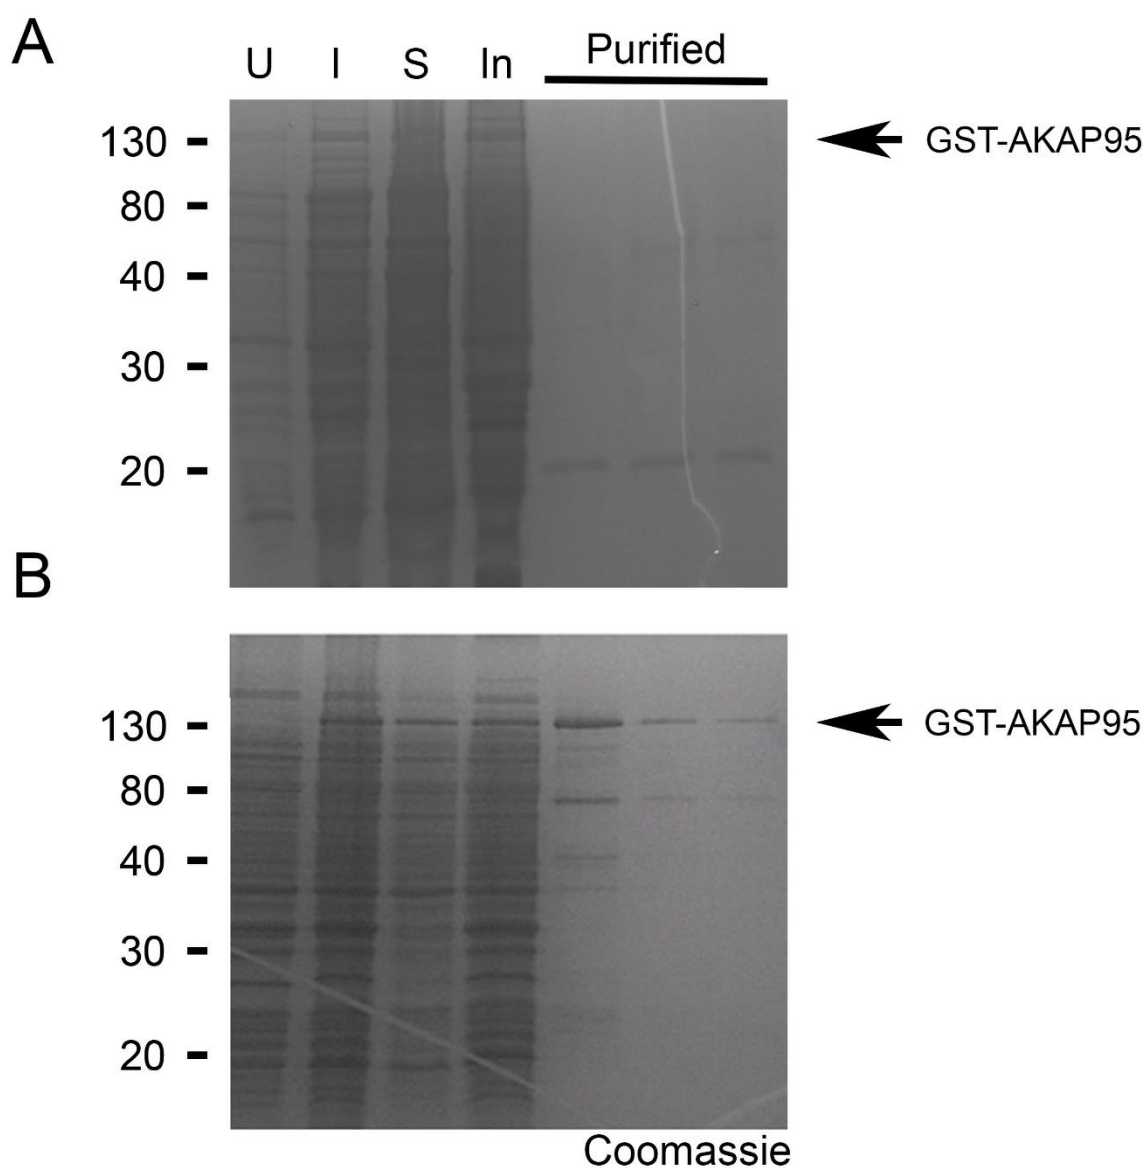 A
U I S In Purified
130 - GST-AKAP95
80 -
40 -
30 -
20 -
B
130 - GST-AKAP95
80 -
40 -
30 -
20 -
Coomassie